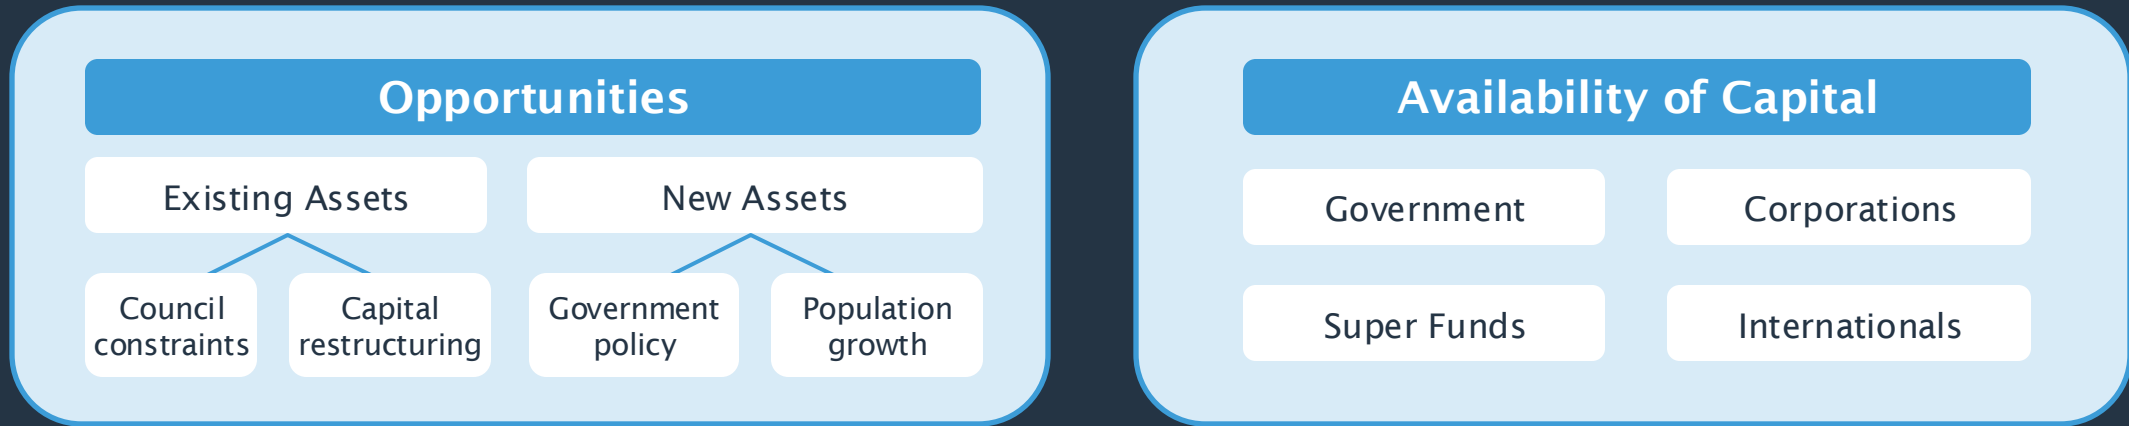 Opportunities
Existing Assets
New Assets
Council
constraints
Capital
restructuring
Government
policy
Population
growth
Availability of Capital
Government
Corporations
Super Funds
Internationals